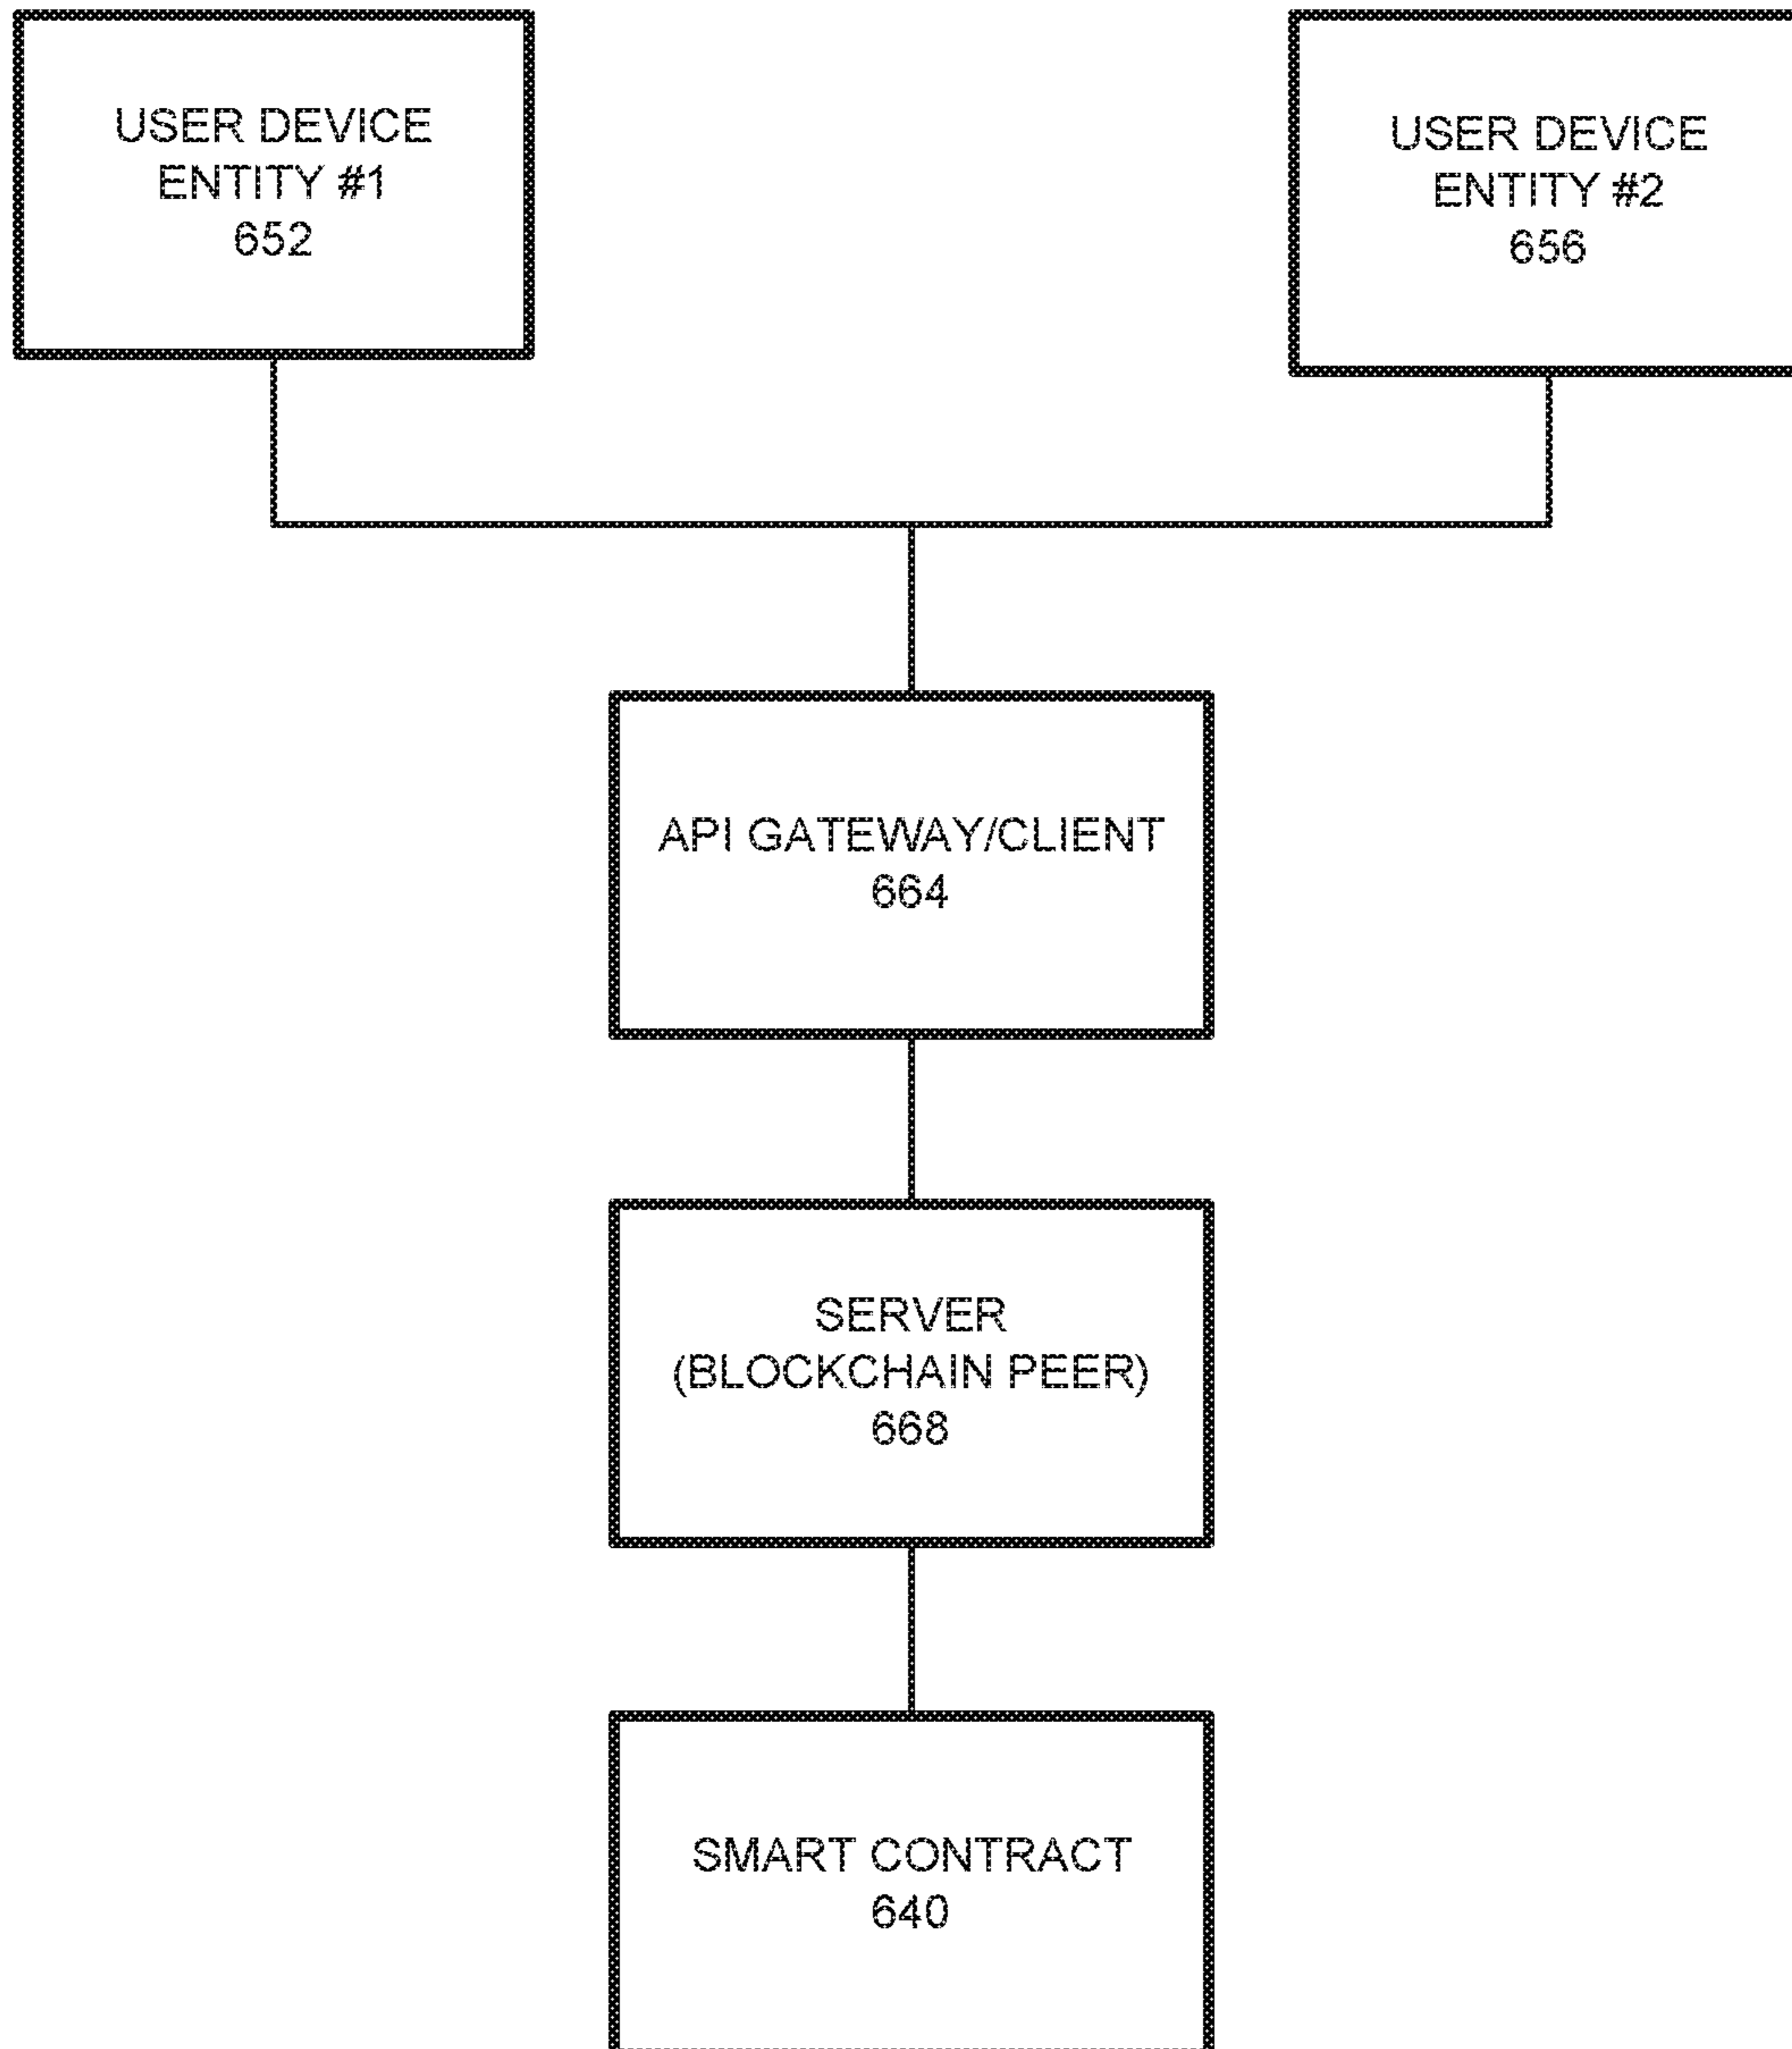 USER DEVICE
ENTITY #1
652
USER DEVICE
ENTITY #2
656
API GATEWAY/CLIENT
664
SERVER
(BLOCKCHAIN PEER)
668
SMART CONTRACT
640